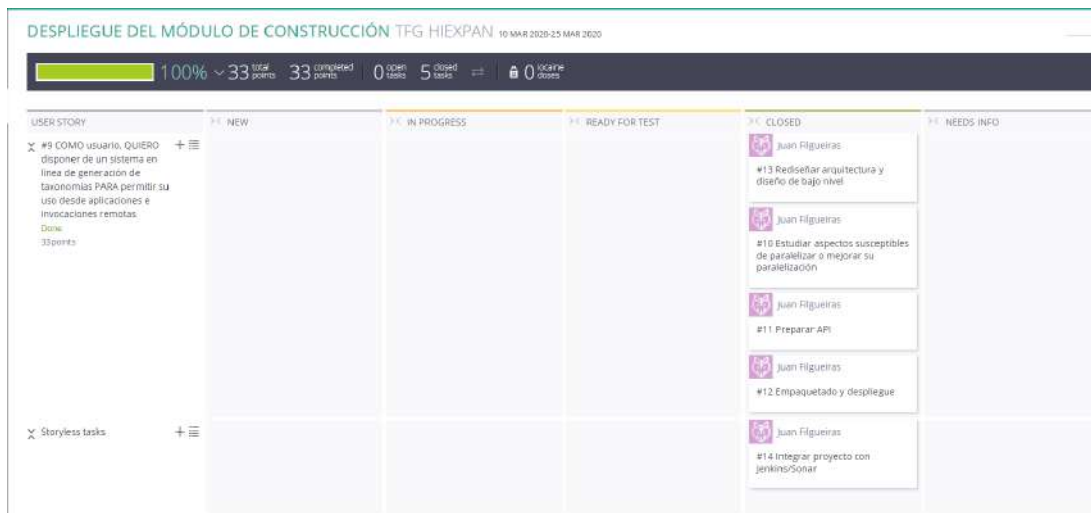 DESPLIEGUE DEL MÓDULO DE CONSTRUCCIÓN TFG HIEXPAN 10 MAR 2020-25 MAR 2020
100% 33 total points 33 completed points 0 open tasks 5 closed tasks 0 iocaine doses
USER STORY
NEW
IN PROGRESS
READY FOR TEST
CLOSED
NEEDS INFO
#9 COMO usuario, QUIERO
disponer de un sistema en
línea de generación de
taxonomías PARA permitir su
uso desde aplicaciones e
invocaciones remotas
Done
33 points
Juan Filgueiras
#13 Rediseñar arquitectura y
diseño de bajo nivel
Juan Filgueiras
#10 Estudiar aspectos susceptibles
de paralelizar o mejorar su
paralelización
Juan Filgueiras
#11 Preparar API
Juan Filgueiras
#12 Empaquetado y despliegue
Storyless tasks
Juan Filgueiras
#14 Integrar proyecto con
Jenkins/Sonar